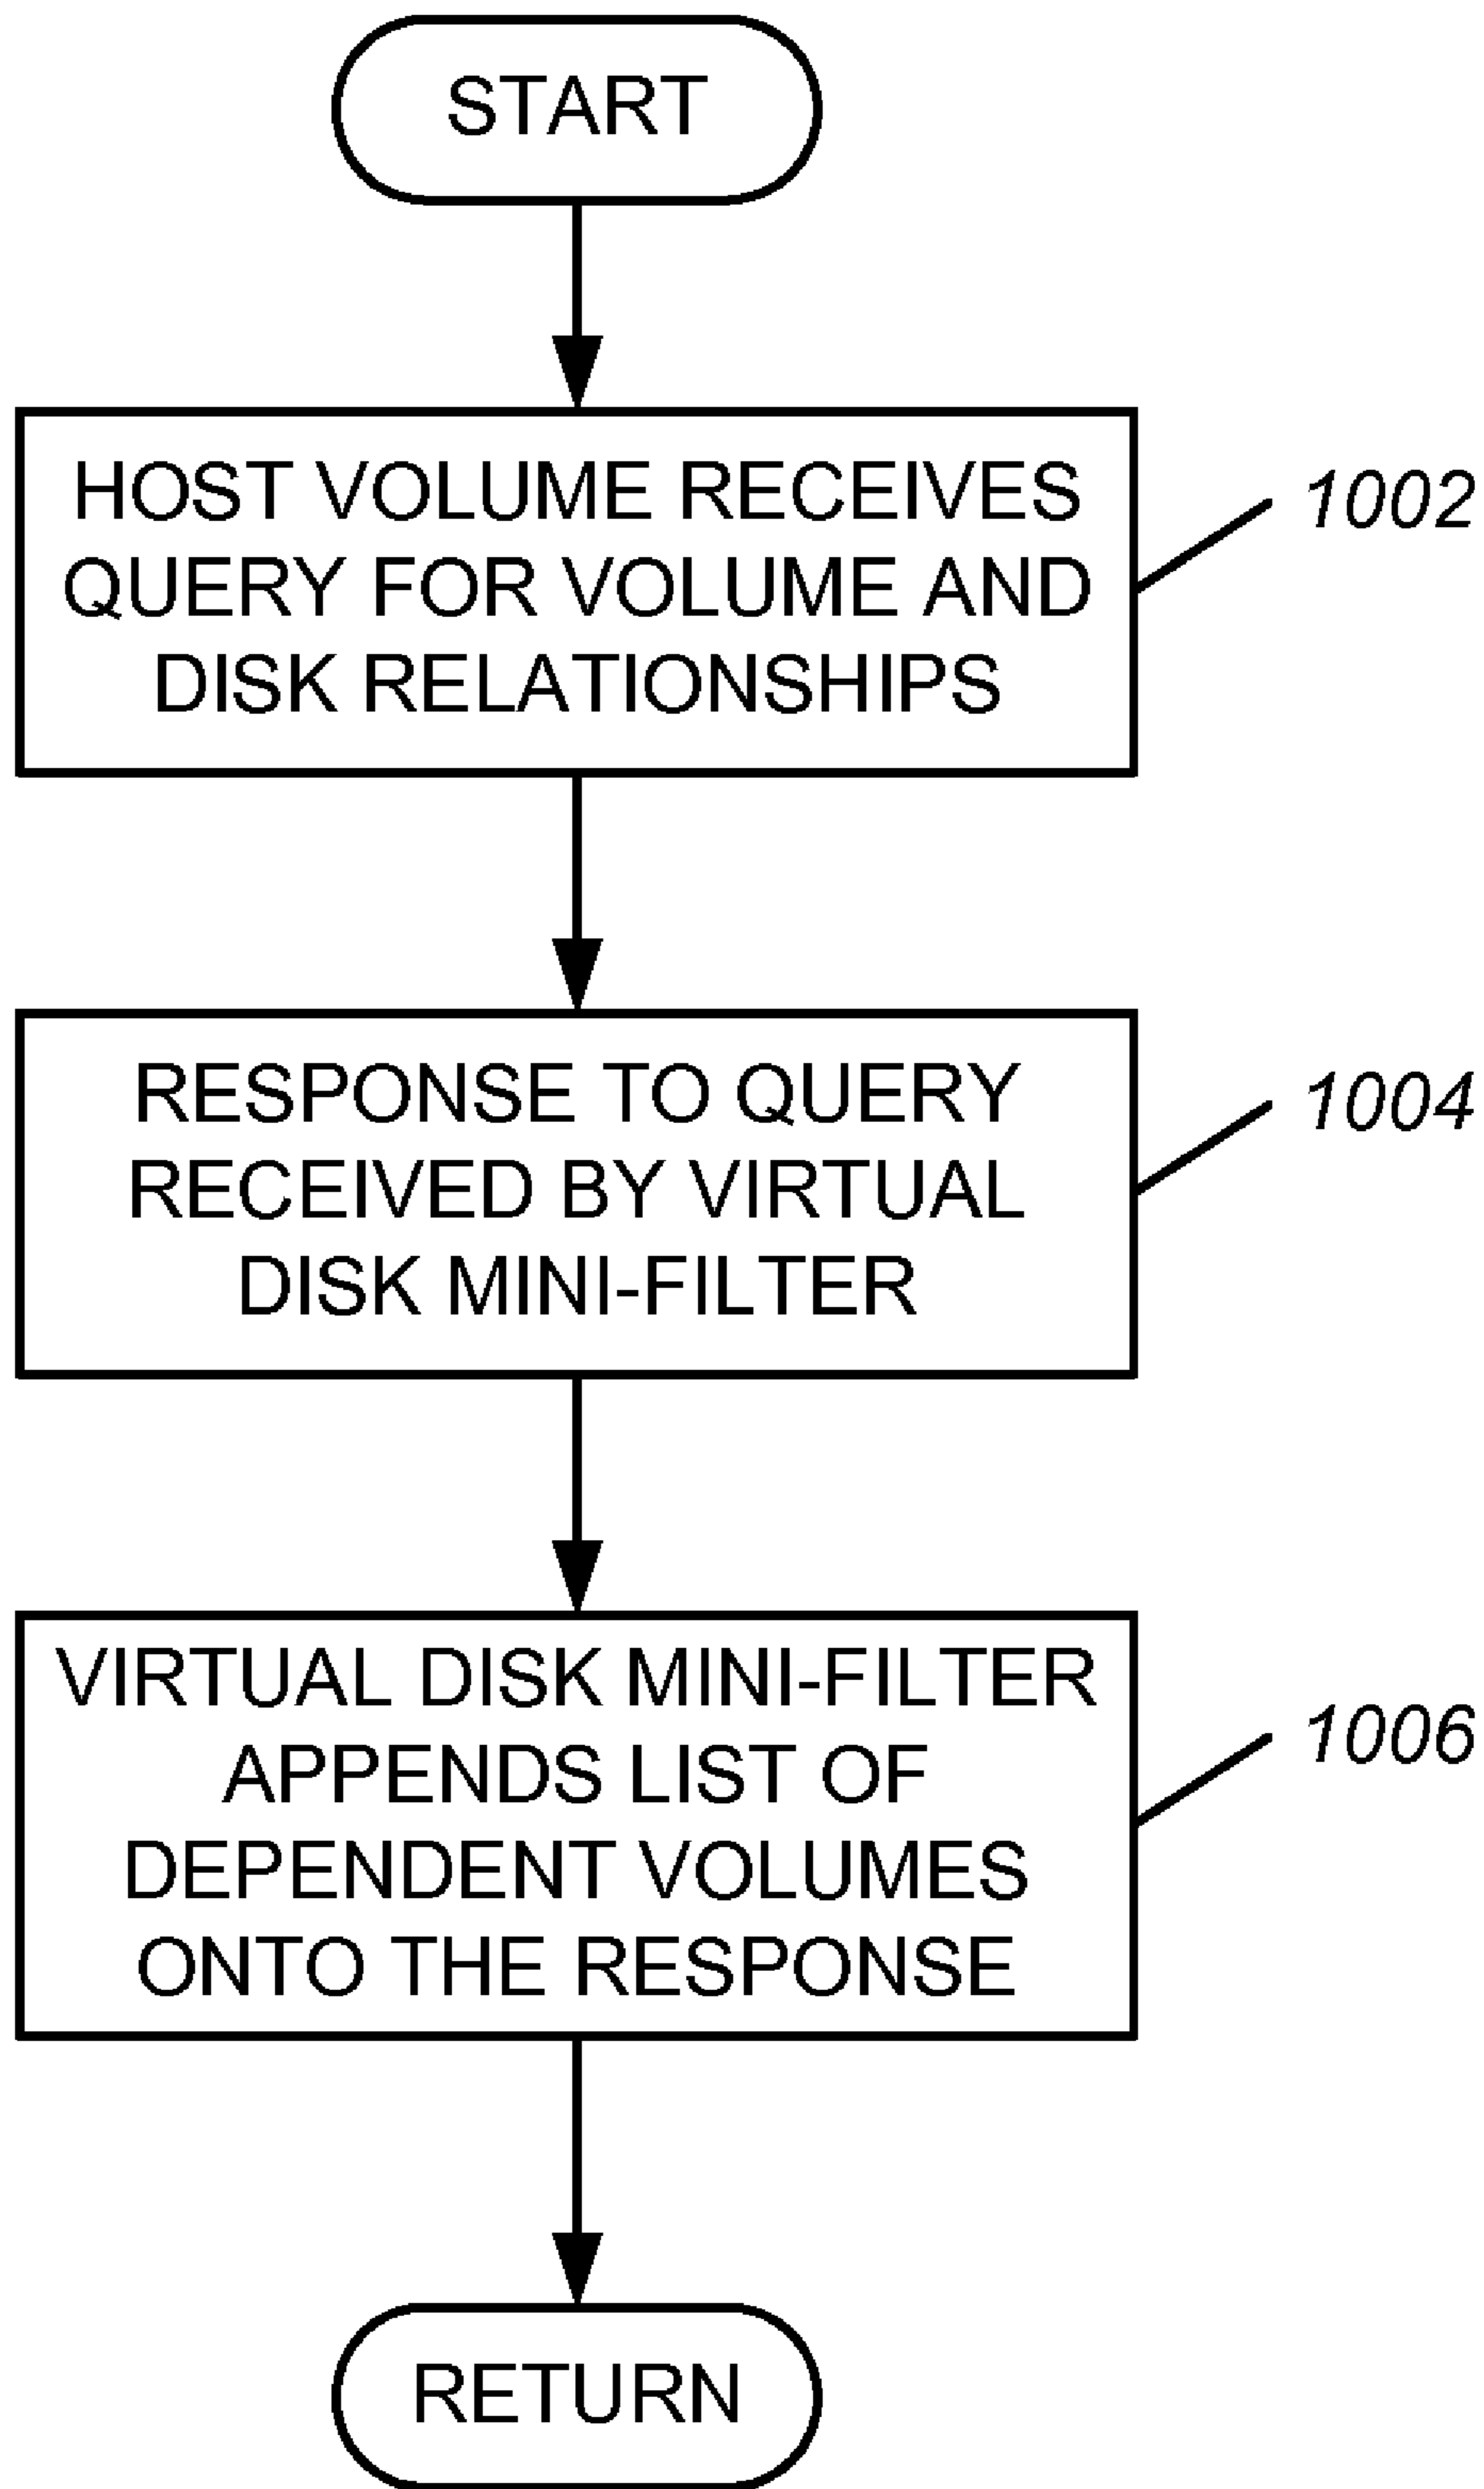 START
HOST VOLUME RECEIVES
QUERY FOR VOLUME AND
DISK RELATIONSHIPS
1002
RESPONSE TO QUERY
RECEIVED BY VIRTUAL
DISK MINI-FILTER
1004
VIRTUAL DISK MINI-FILTER
APPENDS LIST OF
DEPENDENT VOLUMES
ONTO THE RESPONSE
1006
RETURN